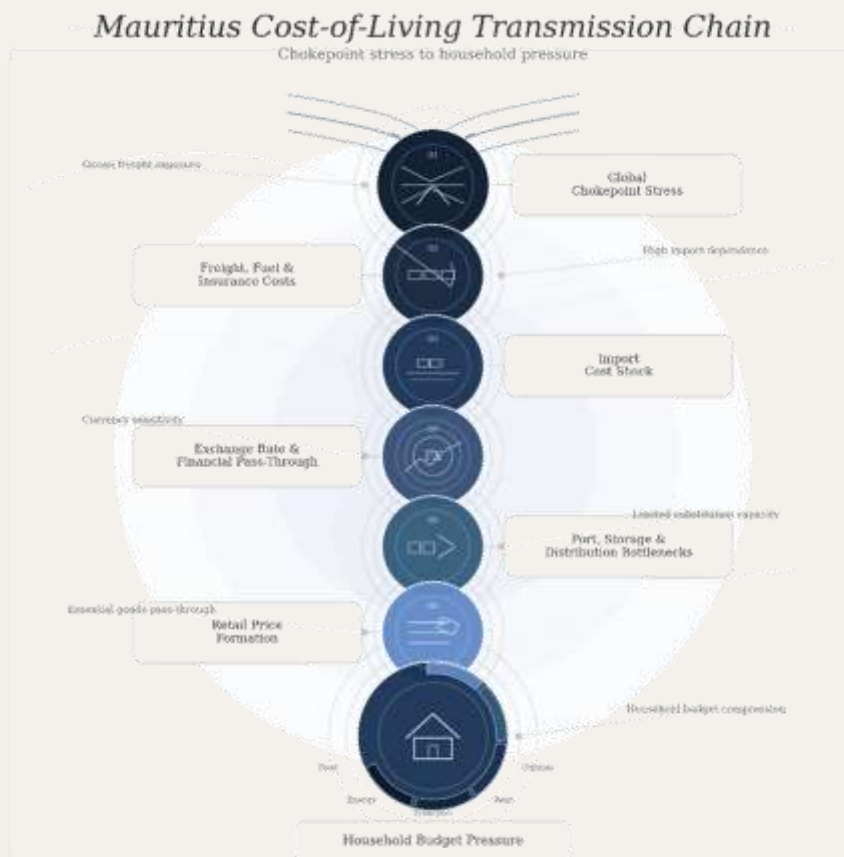 Mauritius Cost-of-Living Transmission Chain
Chokepoint stress to household pressure
Global
Chokepoint Stress
High import dependence
Freight, Fuel &
Insurance Costs
Import
Cost Shock
Currency sensitivity
Exchange Rate &
Financial Pass-Through
Limited substitution capacity
Port, Storage &
Distribution Bottlenecks
Essential goods pass-through
Retail Price
Formation
Household budget compression
Food
Utilities
Energy
Rent
Transport
Household Budget Pressure